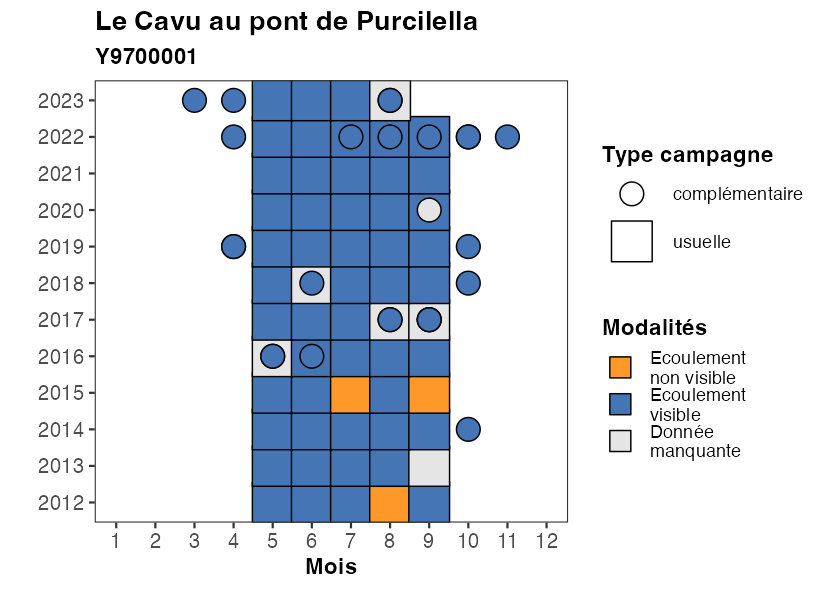 Le Cavu au pont de Purcilella
Y9700001
2023
2022
2021
2020
2019
2018
2017
2016
2015
2014
2013
2012
1 2 3 4 5 6 7 8 9 10 11 12
Mois
Type campagne
complémentaire
usuelle
Modalités
Ecoulement
non visible
Ecoulement
visible
Donnée
manquante